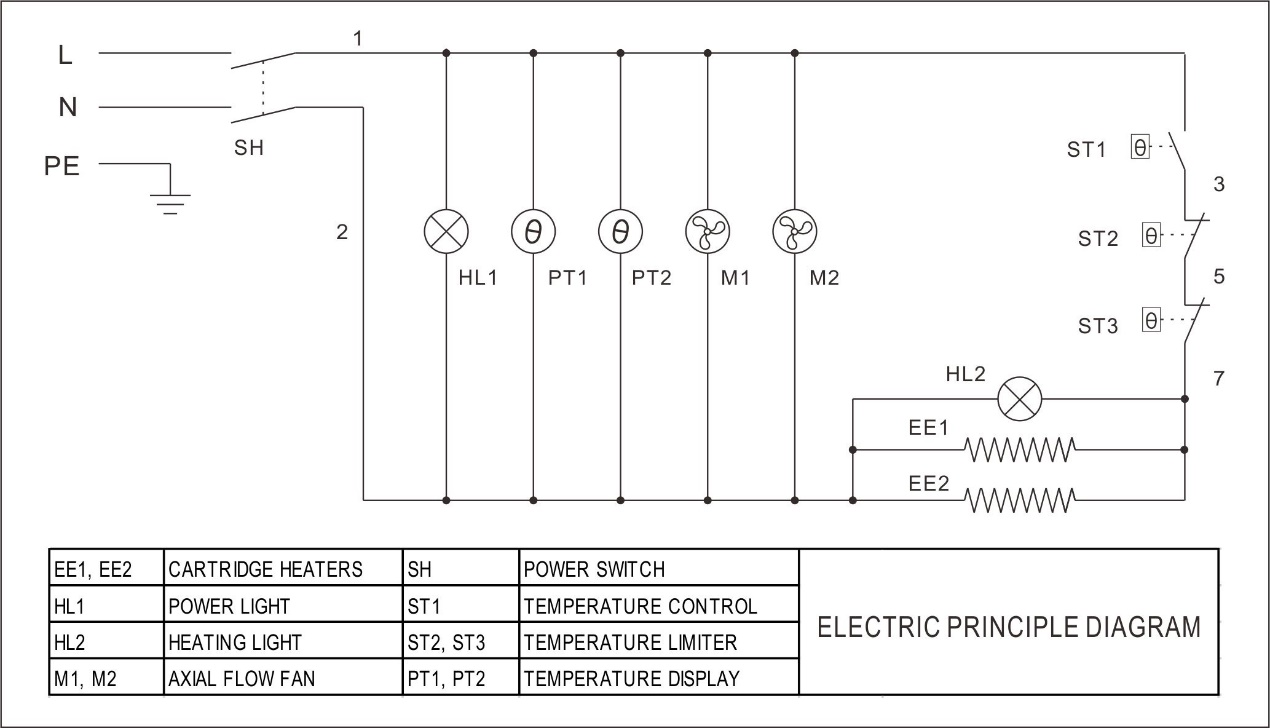 L
1
N
SH
ST1
θ
PE
3
2
θ
θ
ST2
θ
HL1
PT1
PT2
M1
M2
5
ST3
θ
HL2
7
EE1
EE2
EE1, EE2 CARTRIDGE HEATERS SH POWER SWITCH
HL1 POWER LIGHT ST1 TEMPERATURE CONTROL
ELECTRIC PRINCIPLE DIAGRAM
HL2 HEATING LIGHT ST2, ST3 TEMPERATURE LIMITER
M1, M2 AXIAL FLOW FAN PT1, PT2 TEMPERATURE DISPLAY